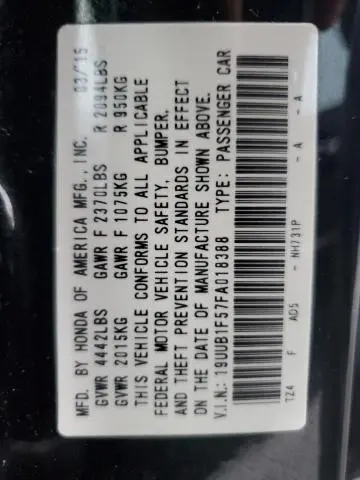 MFD. BY HONDA OF AMERICA MFG., INC. 03/15
GVWR 4442LBS GAWR F 2370LBS R 2094LBS
GVWR 2015KG GAWR F 1075KG R 950KG
THIS VEHICLE CONFORMS TO ALL APPLICABLE
FEDERAL MOTOR VEHICLE SAFETY, BUMPER,
AND THEFT PREVENTION STANDARDS IN EFFECT
ON THE DATE OF MANUFACTURE SHOWN ABOVE.
V.I.N.: 19UUB1F57FA018388 TYPE: PASSENGER CAR
TZ4 F AD5 - NH731P - A - A